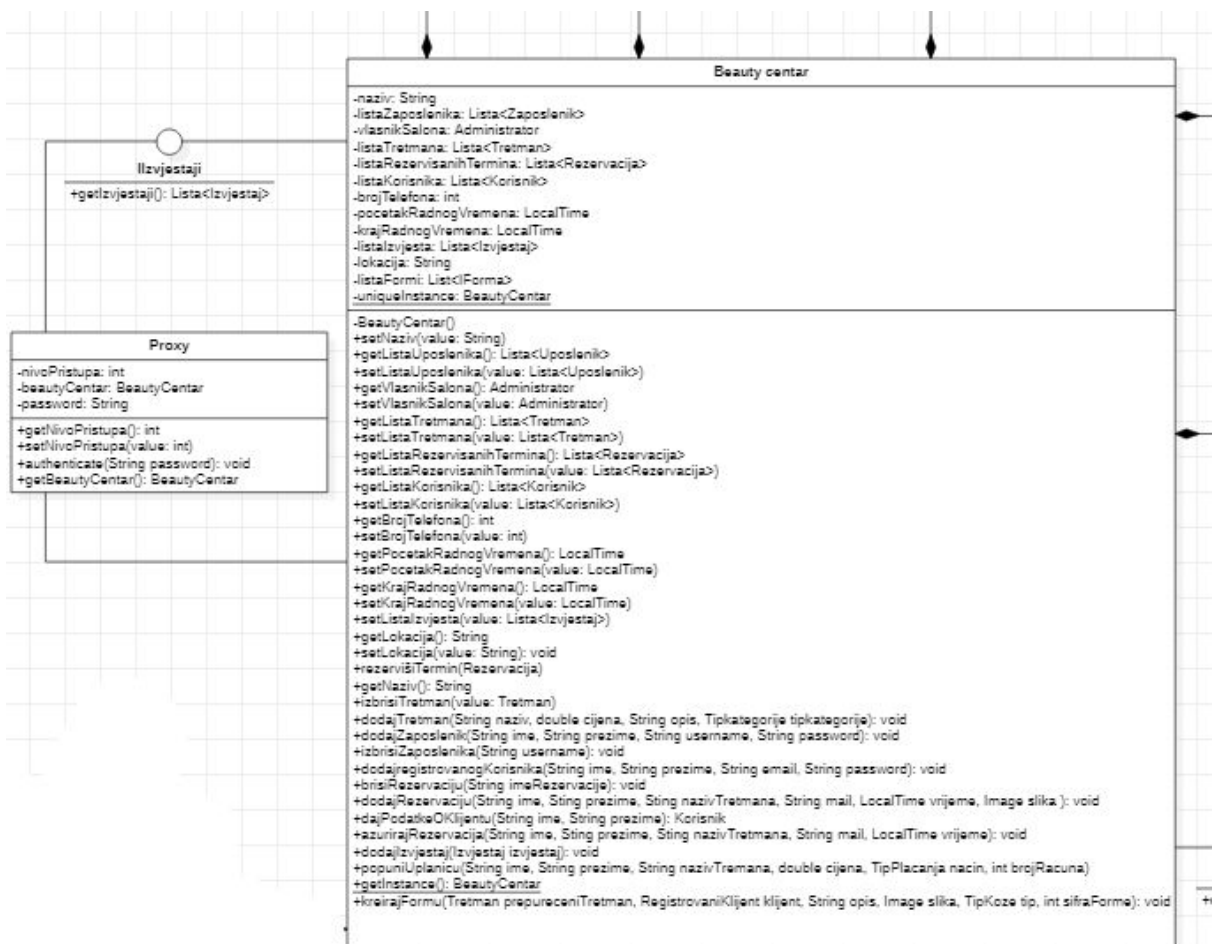 Beauty centar
-naziv: String
-listaZaposlenika: Lista<Zaposlenik>
-vlasnikSalona: Administrator
-listaTretmana: Lista<Tretman>
-listaRezervisanihTermina: Lista<Rezervacija>
-listaKorisnika: Lista<Korisnik>
-brojTelefona: int
-pocetakRadnogVremena: LocalTime
-krajRadnogVremena: LocalTime
-listaIzvjesta: Lista<Izvjestaj>
-lokacija: String
-listaFormi: List<IForma>
-uniqueInstance: BeautyCentar
-BeautyCentar()
+setNaziv(value: String)
+getListaUposlenika(): Lista<Uposlenik>
+setListaUposlenika(value: Lista<Uposlenik>)
+getVlasnikSalona(): Administrator
+setVlasnikSalona(value: Administrator)
+getListaTretmana(): Lista<Tretman>
+setListaTretmana(value: Lista<Tretman>)
+getListaRezervisanihTermina(): Lista<Rezervacija>
+setListaRezervisanihTermina(value: Lista<Rezervacija>)
+getListaKorisnika(): Lista<Korisnik>
+setListaKorisnika(value: Lista<Korisnik>)
+getBrojTelefona(): int
+setBrojTelefona(value: int)
+getPocetakRadnogVremena(): LocalTime
+setPocetakRadnogVremena(value: LocalTime)
+getKrajRadnogVremena(): LocalTime
+setKrajRadnogVremena(value: LocalTime)
+setListaIzvjesta(value: Lista<Izvjestaj>)
+getLokacija(): String
+setLokacija(value: String): void
+rezervišiTermin(Rezervacija)
+getNaziv(): String
+izbrisiTretman(value: Tretman)
+dodajTretman(String naziv, double cijena, String opis, Tipkategorije tipkategorije): void
+dodajZaposlenik(String ime, String prezime, String username, String password): void
+izbrisiZaposlenika(String username): void
+dodajregistrovanogKorisnika(String ime, String prezime, String email, String password): void
+brisiRezervaciju(String imeRezervacije): void
+dodajRezervaciju(String ime, Sting prezime, Sting nazivTretmana, String mail, LocalTime vrijeme, Image slika ): void
+dajPodatkeOKlijentu(String ime, String prezime): Korisnik
+azurirajRezervacija(String ime, Sting prezime, Sting nazivTretmana, String mail, LocalTime vrijeme): void
+dodajIzvjestaj(Izvjestaj izvjestaj): void
+popuniUplanicu(String ime, String prezime, String nazivTremana, double cijena, TipPlacanja nacin, int brojRacuna)
+getInstance(): BeautyCentar
+kreirajFormu(Tretman prepureceniTretman, RegistrovaniKlijent klijent, String opis, Image slika, TipKoze tip, int sifraForme): void
IIzvjestaji
+getIzvjestaji(): Lista<Izvjestaj>
Proxy
-nivoPristupa: int
-beautyCentar: BeautyCentar
-password: String
+getNivoPristupa(): int
+setNivoPristupa(value: int)
+authenticate(String password): void
+getBeautyCentar(): BeautyCentar